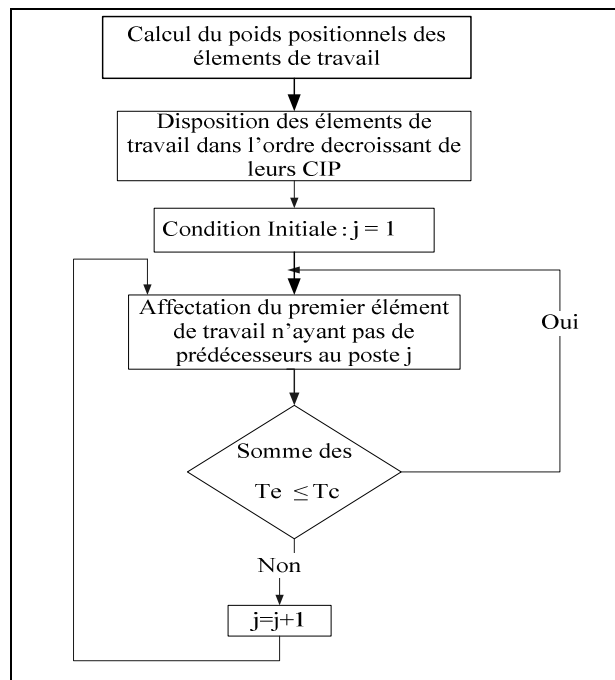 Calcul du poids positionnels des
élements de travail
Disposition des élements de
travail dans l'ordre decroissant de
leurs CIP
Condition Initiale : j = 1
Affectation du premier élément
de travail n'ayant pas de
prédécesseurs au poste j
Oui
Somme des
Te ≤ Tc
Non
j=j+1